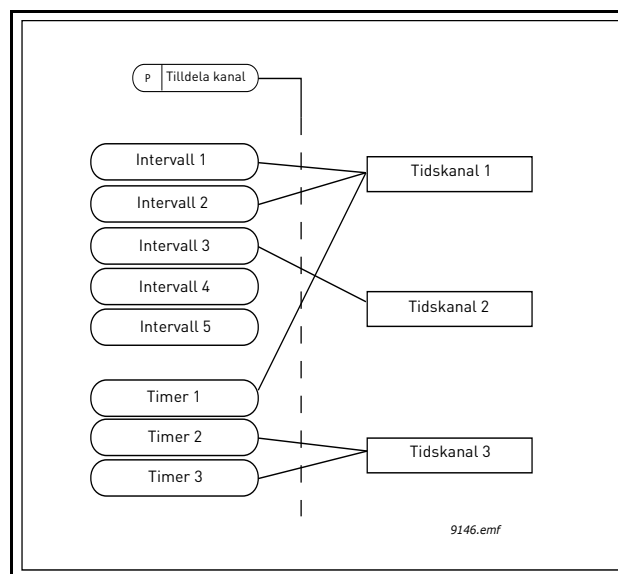 P Tilldela kanal
Intervall 1
Intervall 2
Intervall 3
Intervall 4
Intervall 5
Timer 1
Timer 2
Timer 3
Tidskanal 1
Tidskanal 2
Tidskanal 3
9146.emf